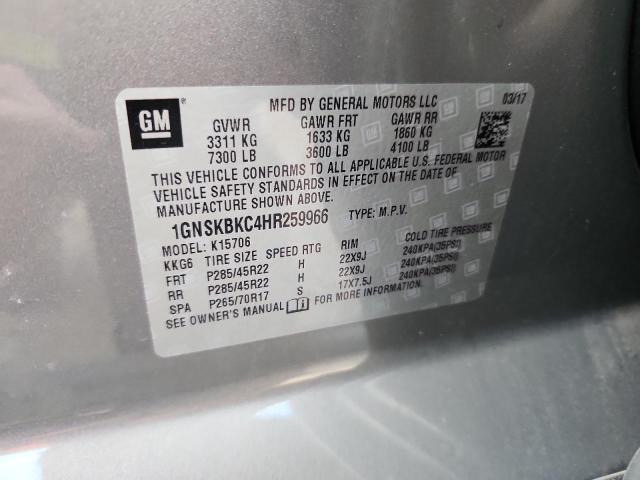 MFD BY GENERAL MOTORS LLC 03/17
GM
GVWR GAWR FRT GAWR RR
3311 KG 1633 KG 1860 KG
7300 LB 3600 LB 4100 LB
THIS VEHICLE CONFORMS TO ALL APPLICABLE U.S. FEDERAL MOTOR
VEHICLE SAFETY STANDARDS IN EFFECT ON THE DATE OF
MANUFACTURE SHOWN ABOVE.
1GNSKBKC4HR259966 TYPE: M.P.V.
MODEL: K15706
KKG6 TIRE SIZE SPEED RTG RIM COLD TIRE PRESSURE
FRT P285/45R22 H 22X9J 240KPA(35PSI)
RR P285/45R22 H 22X9J 240KPA(35PSI)
SPA P265/70R17 S 17X7.5J 240KPA(35PSI)
SEE OWNER'S MANUAL FOR MORE INFORMATION.